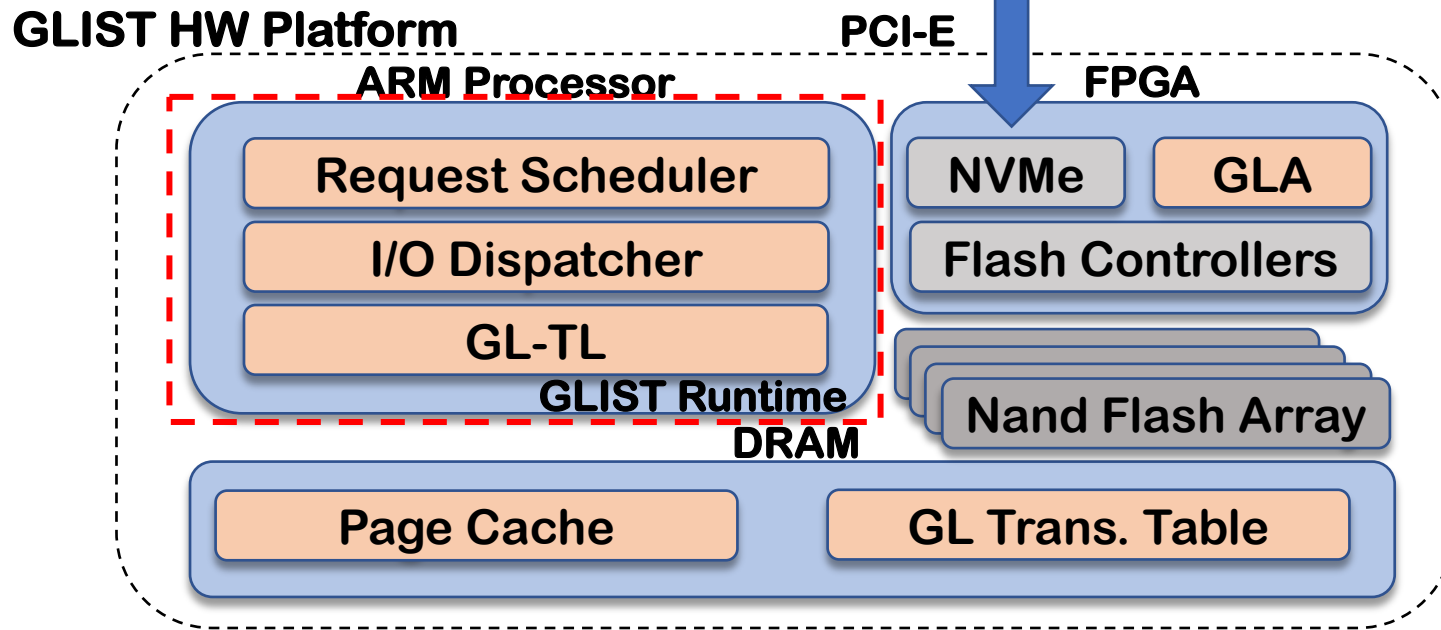 GLIST HW Platform
PCI-E
ARM Processor
FPGA
Request Scheduler
I/O Dispatcher
GL-TL
GLIST Runtime
NVMe
GLA
Flash Controllers
Nand Flash Array
DRAM
Page Cache
GL Trans. Table